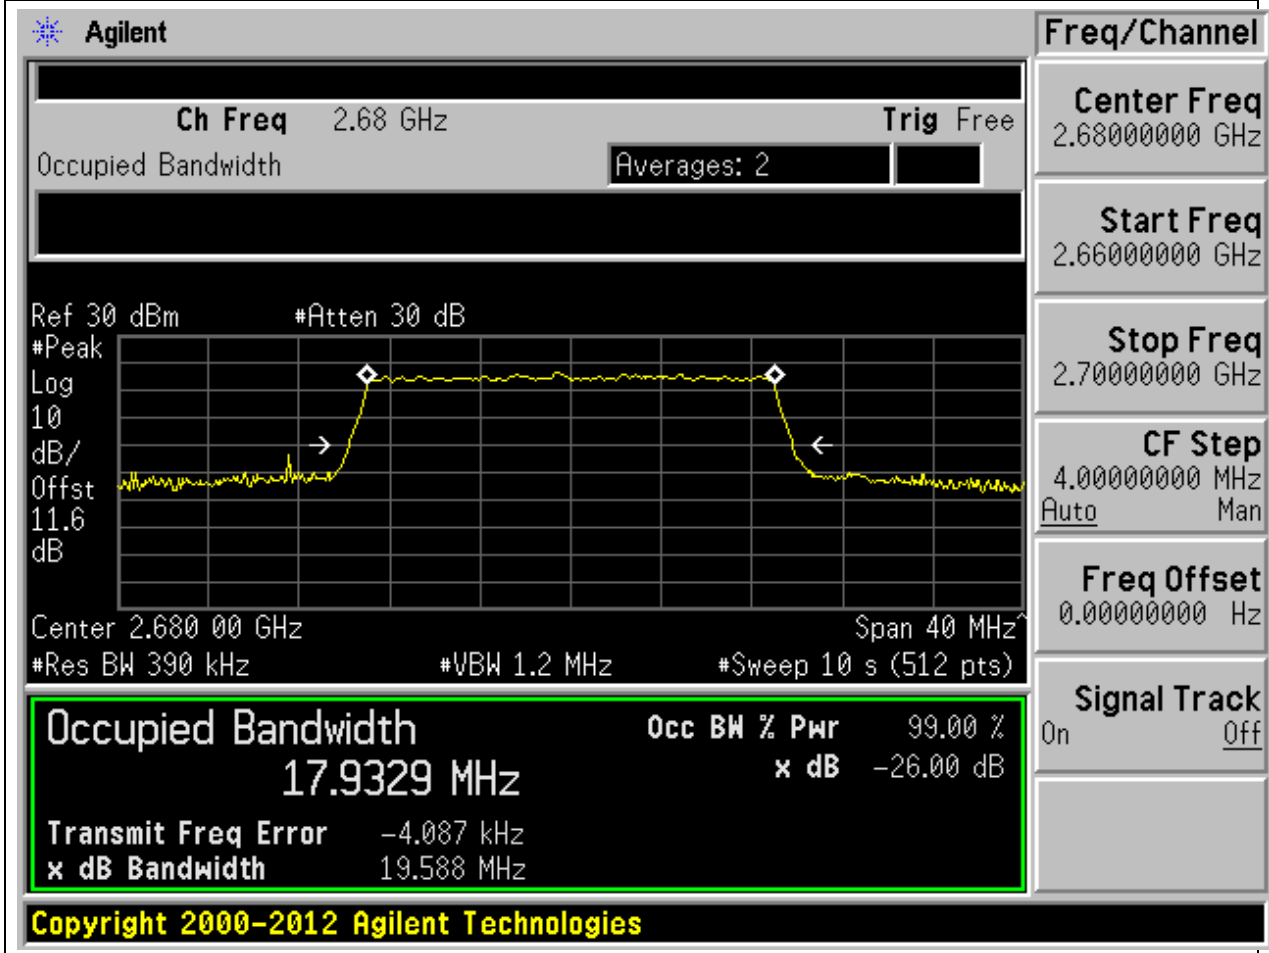 Agilent
Freq/Channel
Ch Freq 2.68 GHz Trig Free
Occupied Bandwidth Averages: 2
Center Freq
2.68000000 GHz
Start Freq
2.66000000 GHz
Stop Freq
2.70000000 GHz
CF Step
4.00000000 MHz
Auto Man
Freq Offset
0.00000000 Hz
Signal Track
On Off
Ref 30 dBm #Atten 30 dB
#Peak
Log
10
dB/
Offst
11.6
dB
Center 2.680 00 GHz Span 40 MHz^
#Res BW 390 kHz #VBW 1.2 MHz #Sweep 10 s (512 pts)
Occupied Bandwidth Occ BW % Pwr 99.00 %
17.9329 MHz x dB -26.00 dB
Transmit Freq Error -4.087 kHz
x dB Bandwidth 19.588 MHz
Copyright 2000-2012 Agilent Technologies